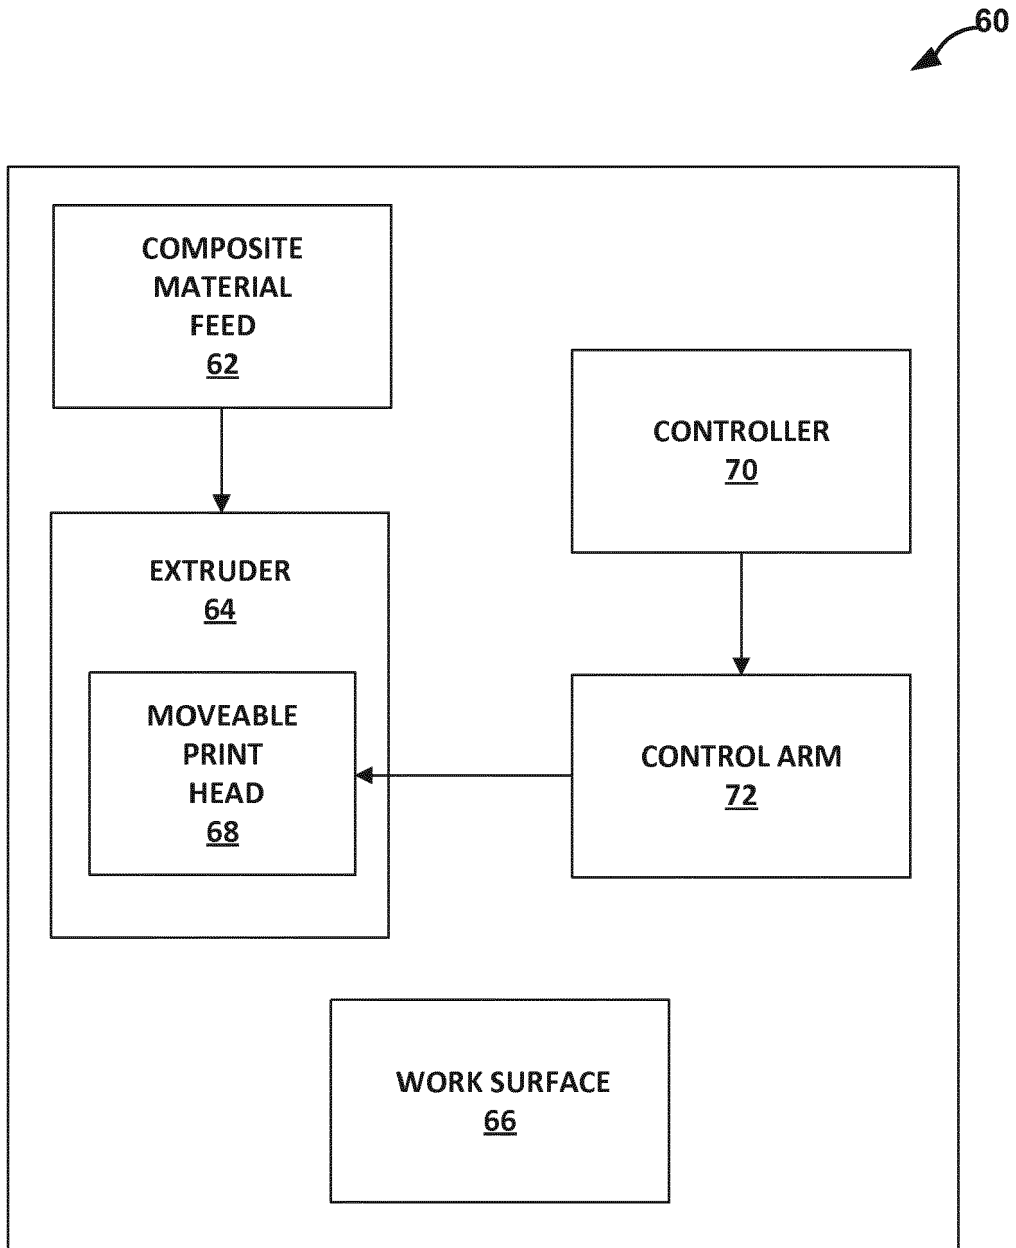 60
COMPOSITE
MATERIAL
FEED
62
CONTROLLER
70
EXTRUDER
64
MOVEABLE
PRINT
HEAD
68
CONTROL ARM
72
WORK SURFACE
66